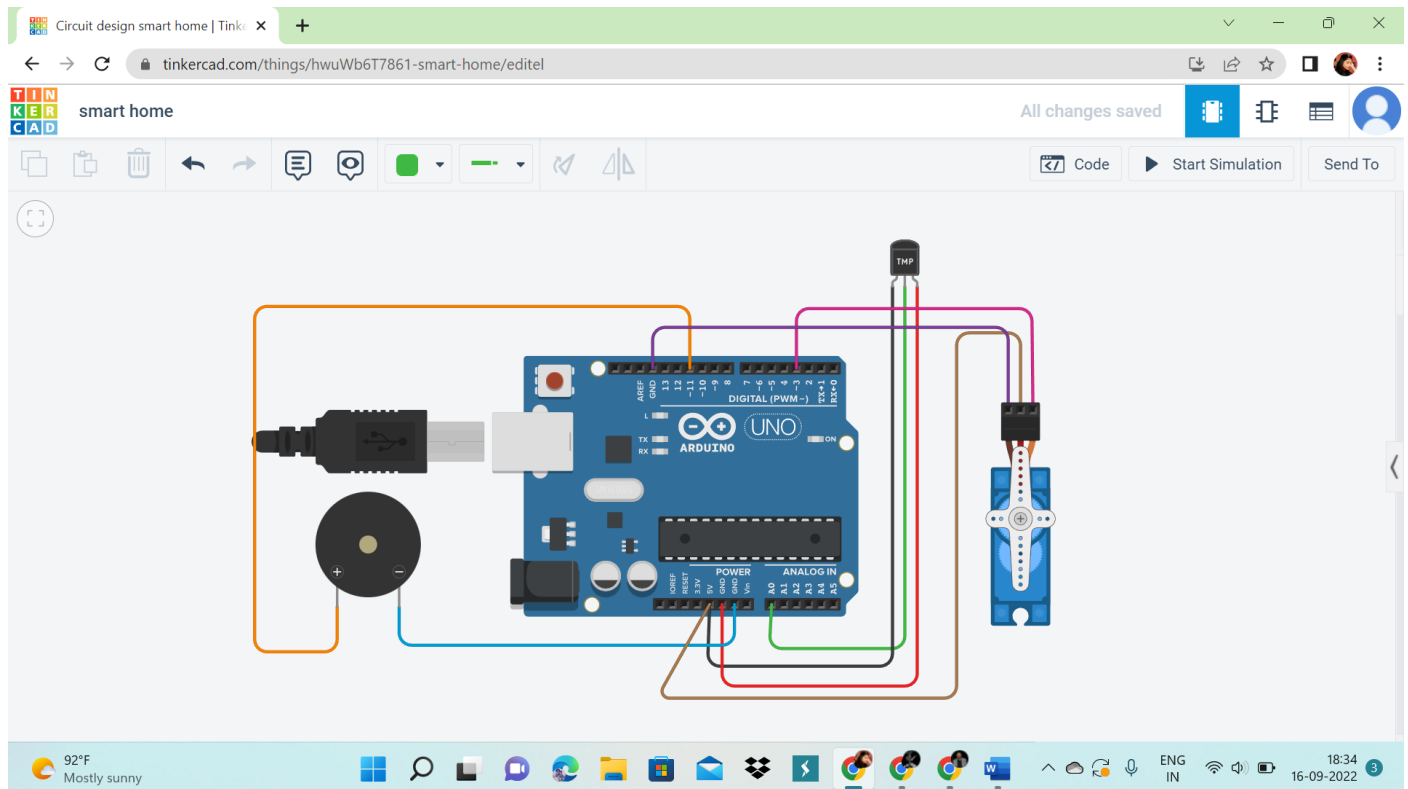 Circuit design smart home | Tinke
tinkercad.com/things/hwuWb6T7861-smart-home/editel
TIN
KER
CAD
smart home
All changes saved
Code
Start Simulation
Send To
TMP
AREF
GND
13
12
~11
~10
~9
8
7
~6
~5
4
~3
2
TX→1
RX←0
DIGITAL (PWM~)
L
TX
RX
ARDUINO
UNO
ON
POWER
ANALOG IN
IOREF
RESET
3.3V
5V
GND
GND
Vin
A0
A1
A2
A3
A4
A5
92°F
Mostly sunny
ENG
IN
18:34
16-09-2022
3